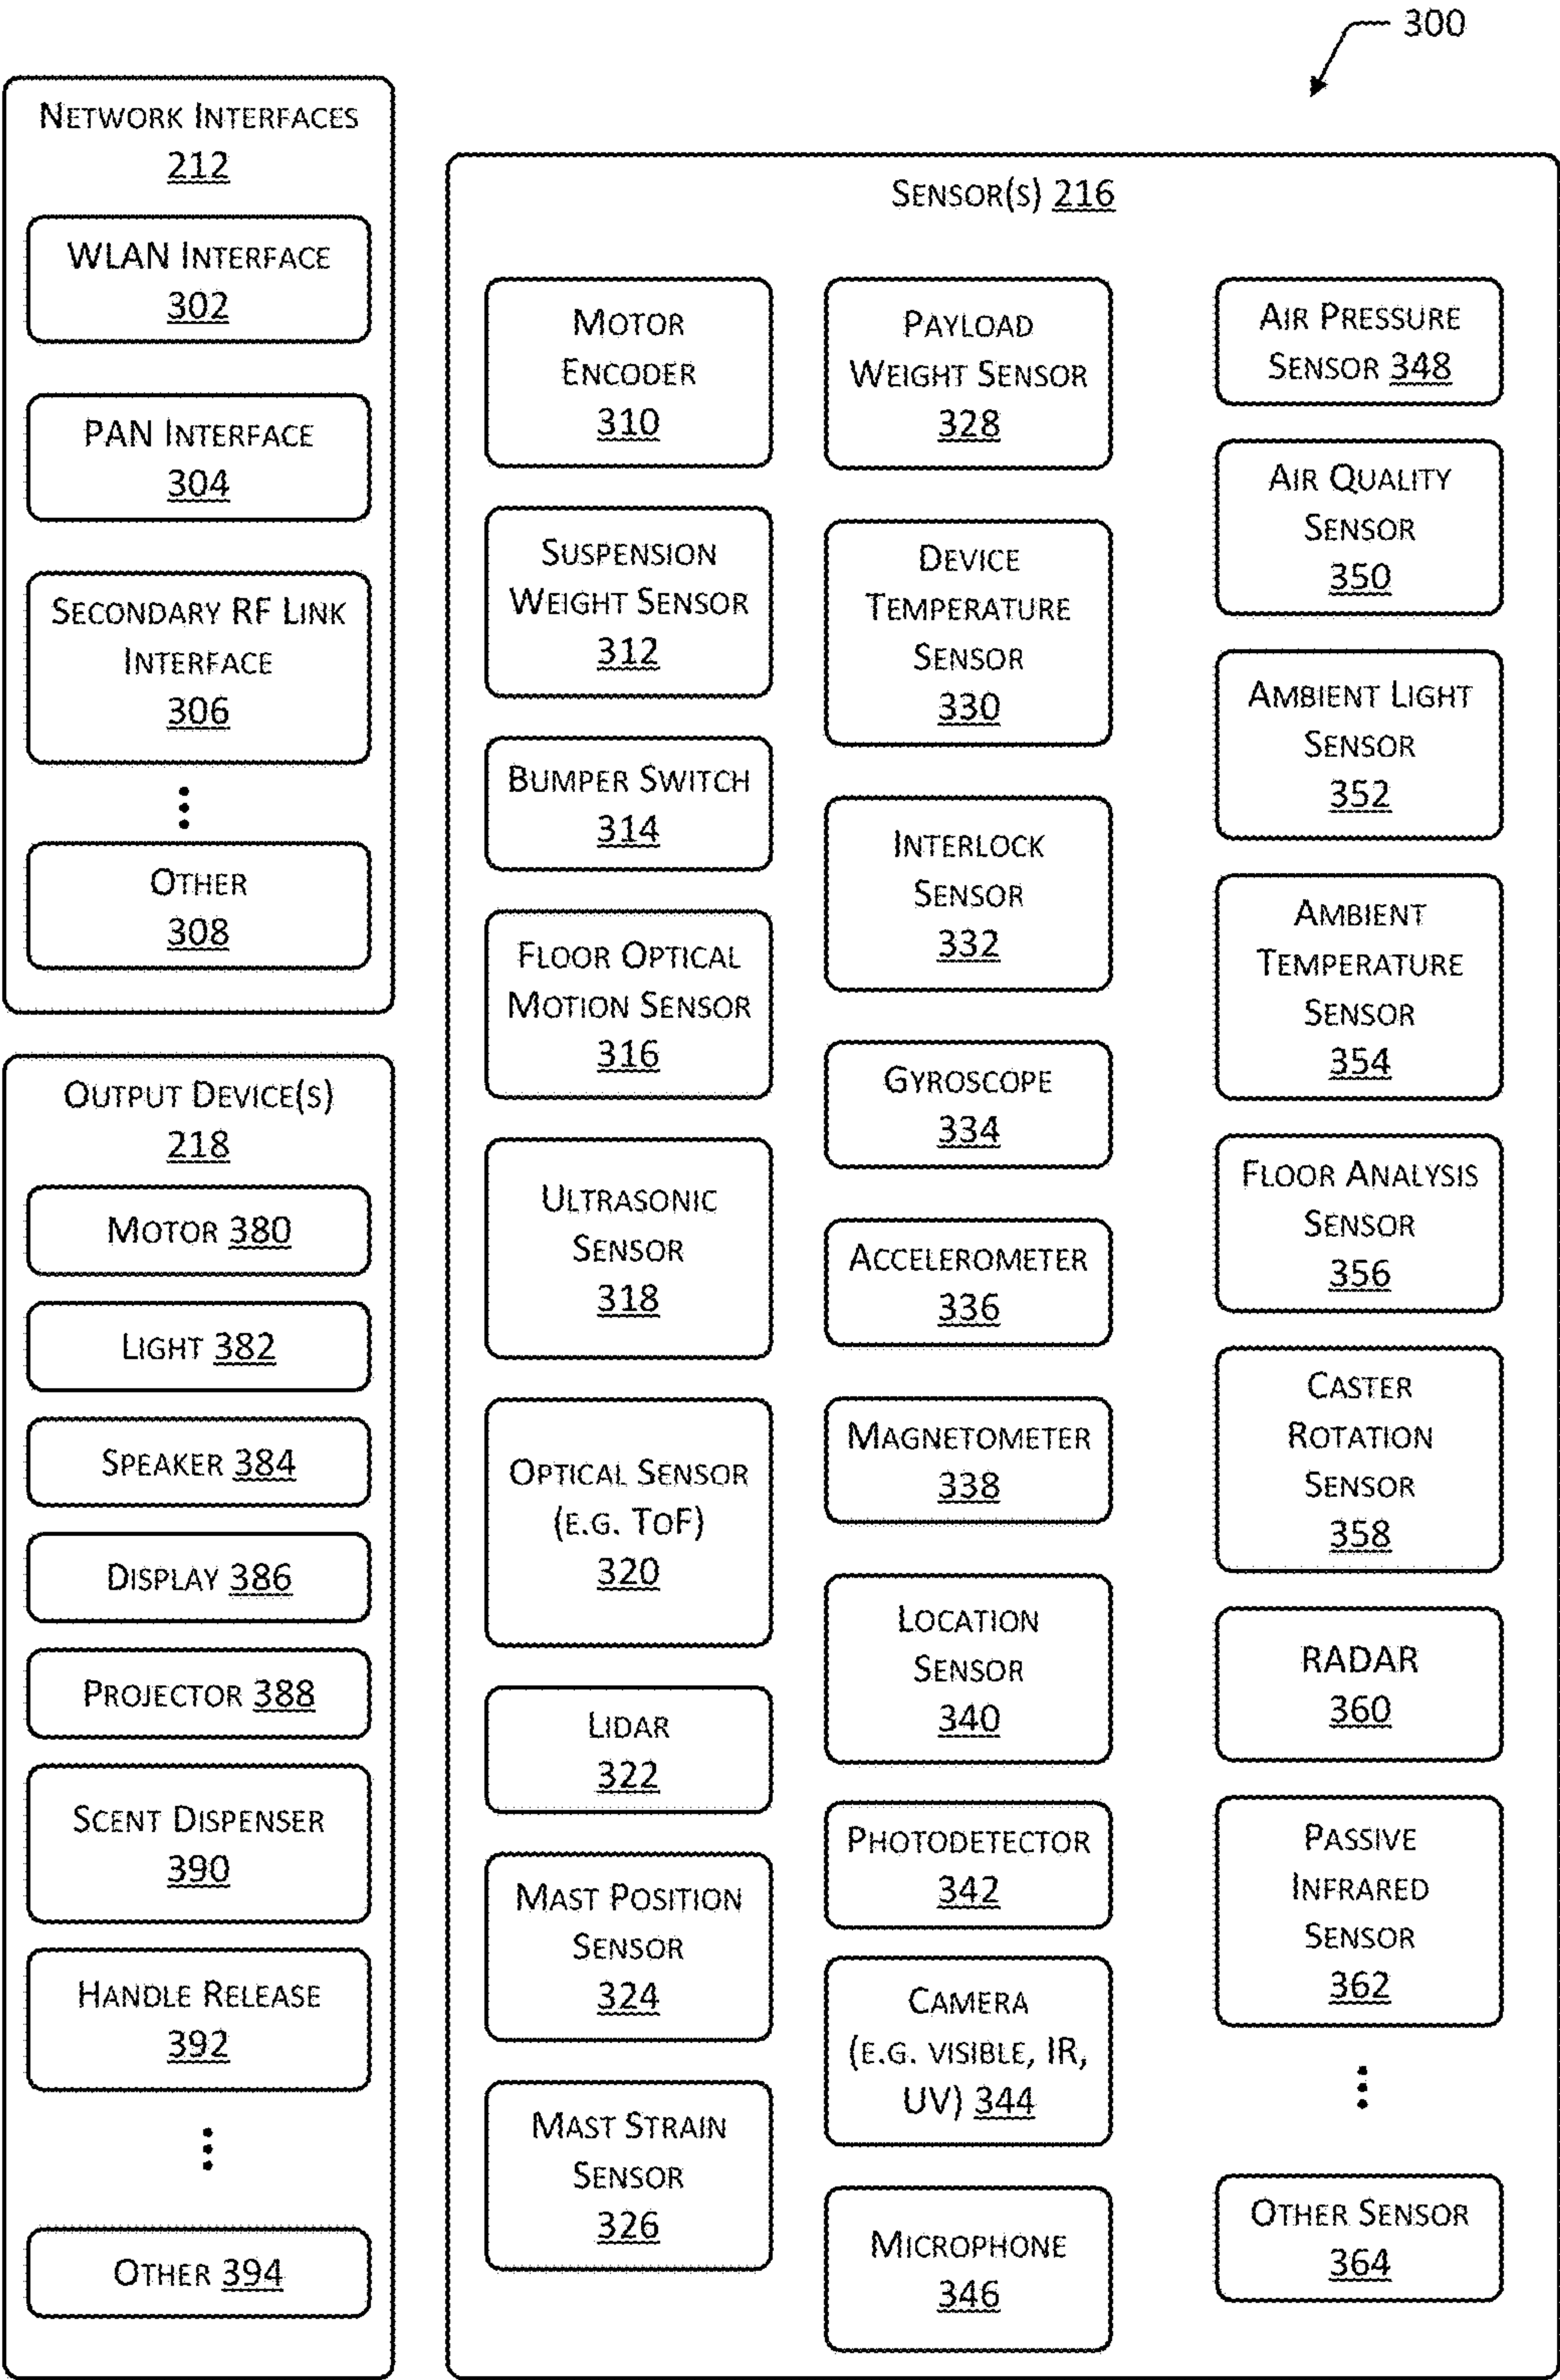 300
NETWORK INTERFACES
212
WLAN INTERFACE
302
PAN INTERFACE
304
SECONDARY RF LINK
INTERFACE
306
OTHER
308
OUTPUT DEVICE(S)
218
MOTOR 380
LIGHT 382
SPEAKER 384
DISPLAY 386
PROJECTOR 388
SCENT DISPENSER
390
HANDLE RELEASE
392
OTHER 394
SENSOR(S) 216
MOTOR
ENCODER
310
SUSPENSION
WEIGHT SENSOR
312
BUMPER SWITCH
314
FLOOR OPTICAL
MOTION SENSOR
316
ULTRASONIC
SENSOR
318
OPTICAL SENSOR
(E.G. TOF)
320
LIDAR
322
MAST POSITION
SENSOR
324
MAST STRAIN
SENSOR
326
PAYLOAD
WEIGHT SENSOR
328
DEVICE
TEMPERATURE
SENSOR
330
INTERLOCK
SENSOR
332
GYROSCOPE
334
ACCELEROMETER
336
MAGNETOMETER
338
LOCATION
SENSOR
340
PHOTODETECTOR
342
CAMERA
(E.G. VISIBLE, IR,
UV) 344
MICROPHONE
346
AIR PRESSURE
SENSOR 348
AIR QUALITY
SENSOR
350
AMBIENT LIGHT
SENSOR
352
AMBIENT
TEMPERATURE
SENSOR
354
FLOOR ANALYSIS
SENSOR
356
CASTER
ROTATION
SENSOR
358
RADAR
360
PASSIVE
INFRARED
SENSOR
362
OTHER SENSOR
364